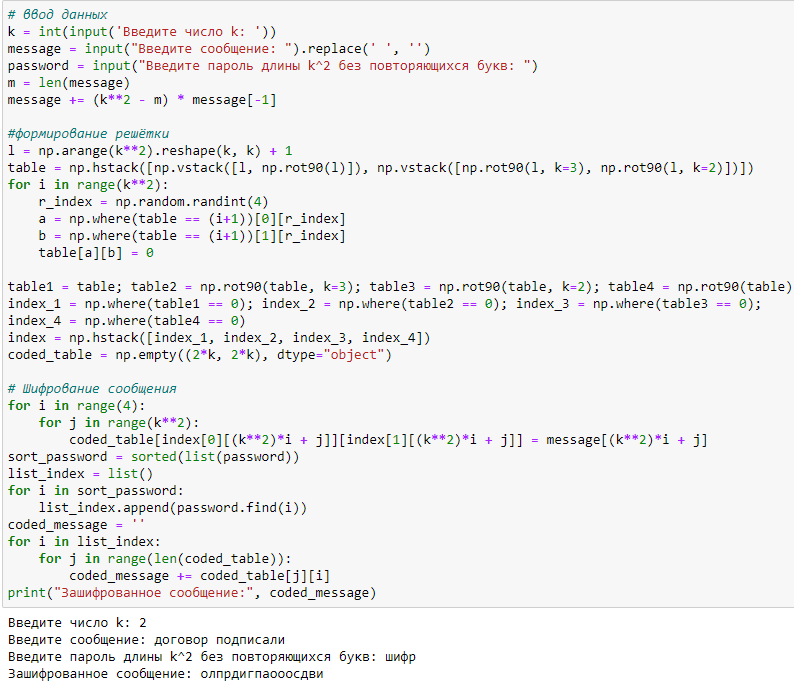 # ввод данных
k = int(input('Введите число k: '))
message = input("Введите сообщение: ").replace(' ', '')
password = input("Введите пароль длины k^2 без повторяющихся букв: ")
m = len(message)
message += (k**2 - m) * message[-1]
#формирование решётки
l = np.arange(k**2).reshape(k, k) + 1
table = np.hstack([np.vstack([l, np.rot90(l)]), np.vstack([np.rot90(l, k=3), np.rot90(l, k=2)])])
for i in range(k**2):
    r_index = np.random.randint(4)
    a = np.where(table == (i+1))[0][r_index]
    b = np.where(table == (i+1))[1][r_index]
    table[a][b] = 0
table1 = table; table2 = np.rot90(table, k=3); table3 = np.rot90(table, k=2); table4 = np.rot90(table)
index_1 = np.where(table1 == 0); index_2 = np.where(table2 == 0); index_3 = np.where(table3 == 0);
index_4 = np.where(table4 == 0)
index = np.hstack([index_1, index_2, index_3, index_4])
coded_table = np.empty((2*k, 2*k), dtype="object")
# Шифрование сообщения
for i in range(4):
    for j in range(k**2):
        coded_table[index[0][(k**2)*i + j]][index[1][(k**2)*i + j]] = message[(k**2)*i + j]
sort_password = sorted(list(password))
list_index = list()
for i in sort_password:
    list_index.append(password.find(i))
coded_message = ''
for i in list_index:
    for j in range(len(coded_table)):
        coded_message += coded_table[j][i]
print("Зашифрованное сообщение:", coded_message)
Введите число k: 2
Введите сообщение: договор подписали
Введите пароль длины k^2 без повторяющихся букв: шифр
Зашифрованное сообщение: олпрдигпаооосдви